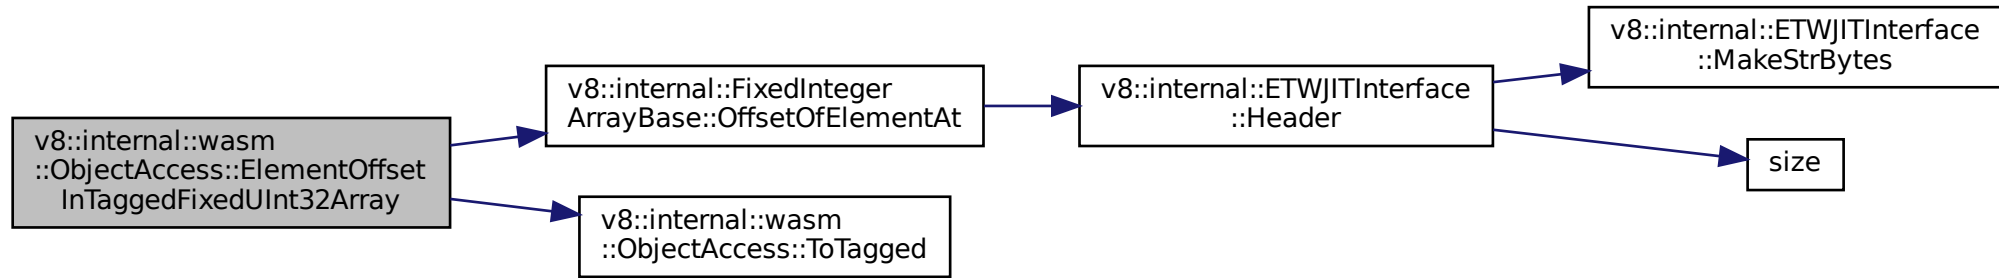 v8::internal::wasm
::ObjectAccess::ElementOffset
InTaggedFixedUInt32Array
v8::internal::FixedInteger
ArrayBase::OffsetOfElementAt
v8::internal::wasm
::ObjectAccess::ToTagged
v8::internal::ETWJITInterface
::Header
v8::internal::ETWJITInterface
::MakeStrBytes
size